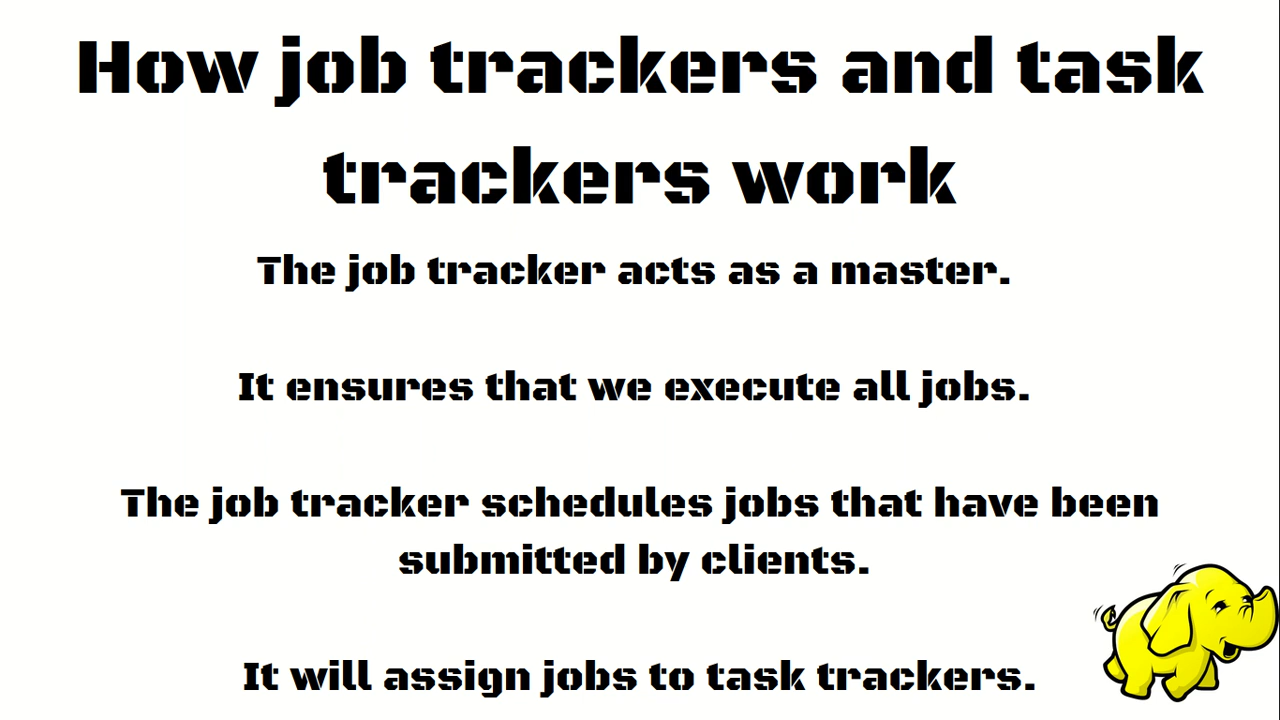 How job trackers and task
trackers work
The job tracker acts as a master.
It ensures that we execute all jobs.
The job tracker schedules jobs that have been
submitted by clients.
It will assign jobs to task trackers.